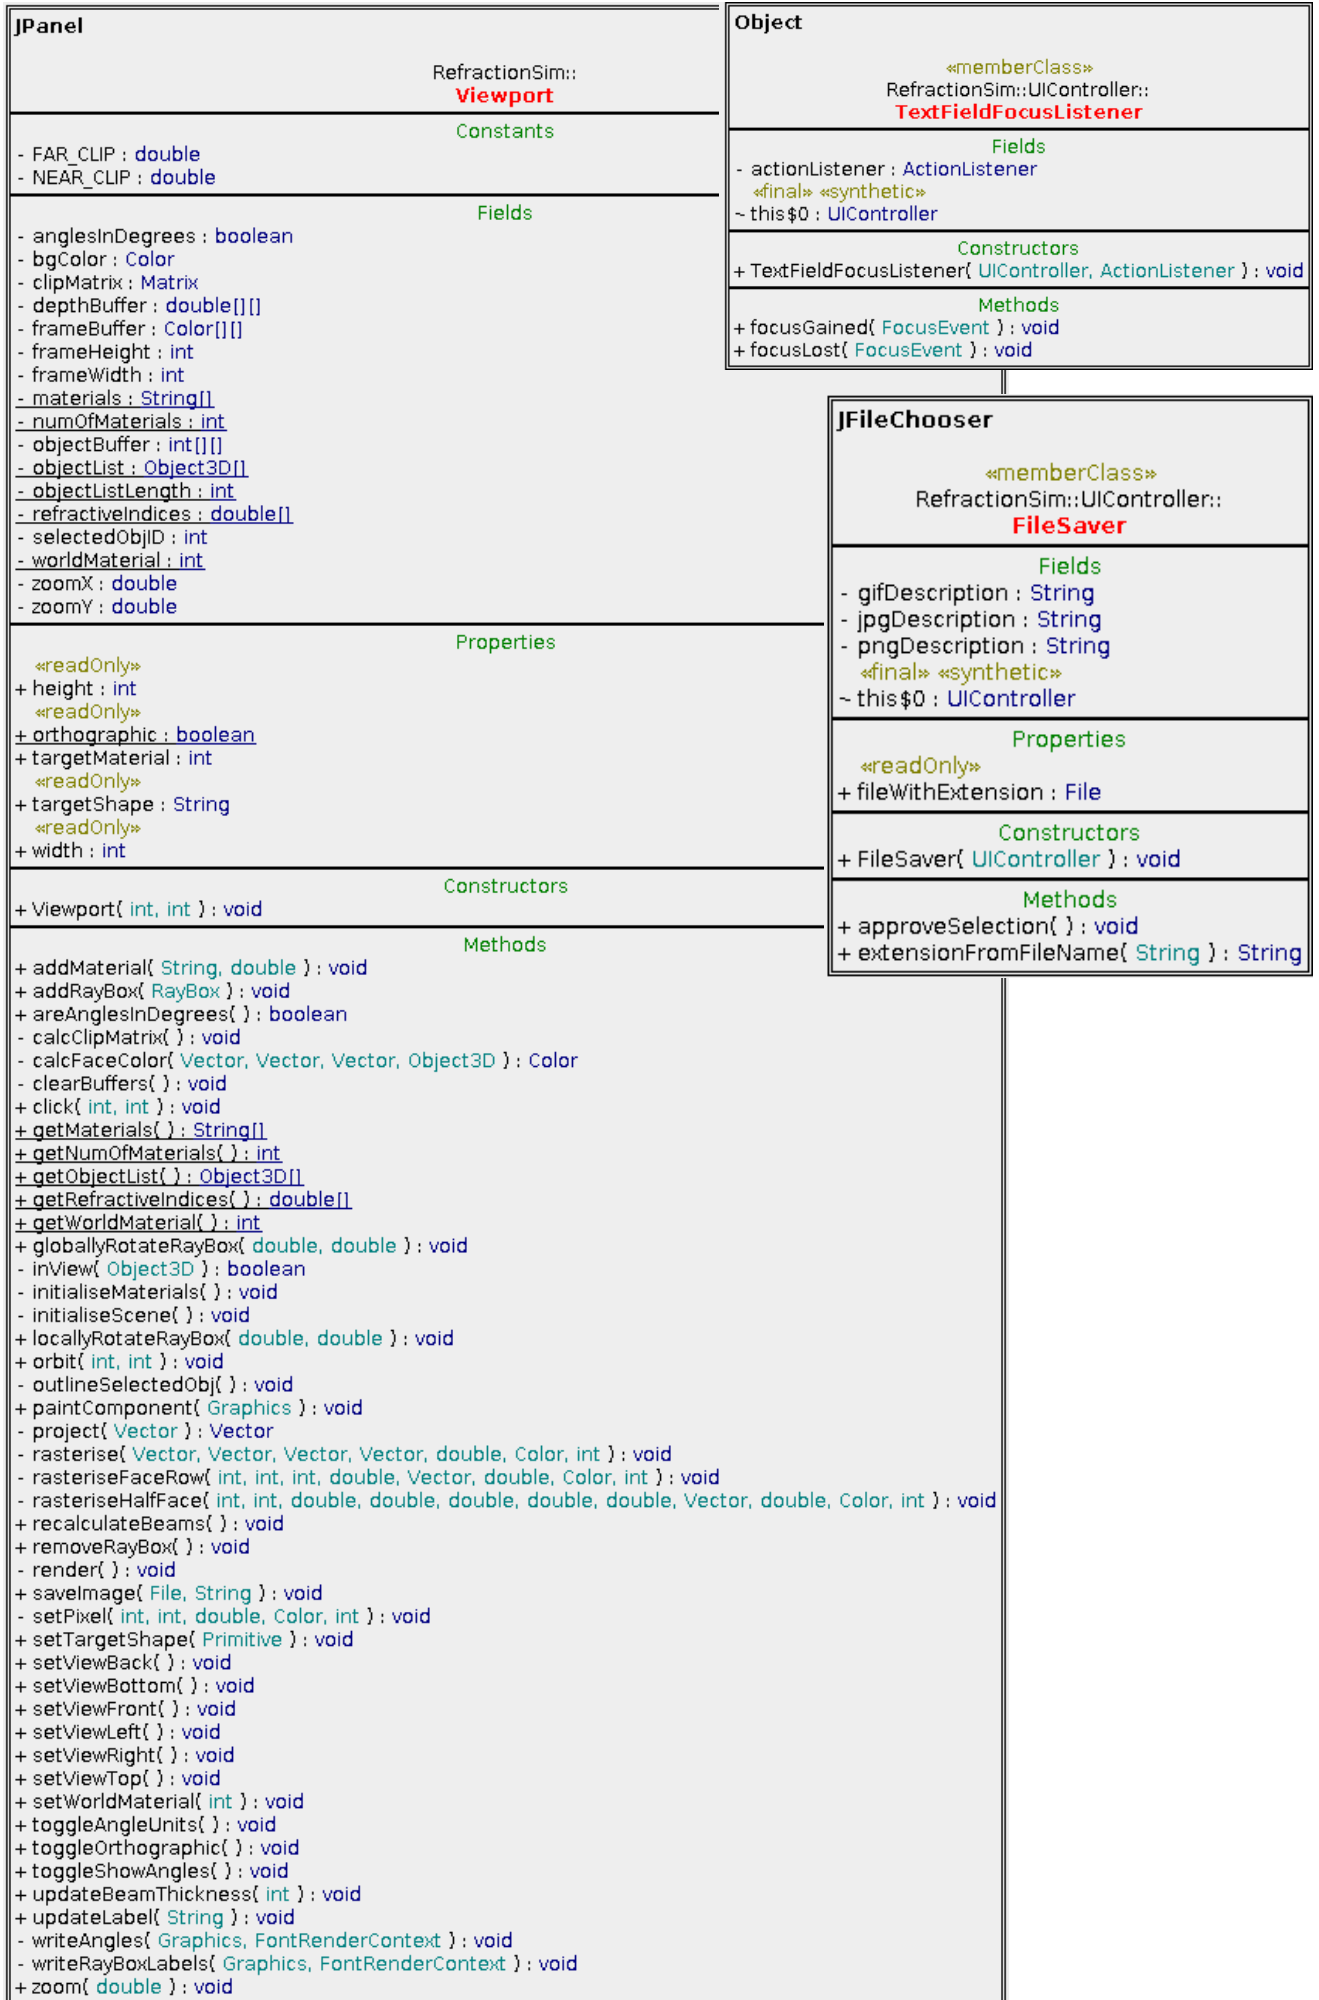 JPanel
RefractionSim::
Viewport
Constants
- FAR_CLIP : double
- NEAR_CLIP : double
Fields
- anglesInDegrees : boolean
- bgColor : Color
- clipMatrix : Matrix
- depthBuffer : double[][]
- frameBuffer : Color[][]
- frameHeight : int
- frameWidth : int
- materials : String[]
- numOfMaterials : int
- objectBuffer : int[][]
- objectList : Object3D[]
- objectListLength : int
- refractiveIndices : double[]
- selectedObjID : int
- worldMaterial : int
- zoomX : double
- zoomY : double
Properties
«readOnly»
+ height : int
«readOnly»
+ orthographic : boolean
+ targetMaterial : int
«readOnly»
+ targetShape : String
«readOnly»
+ width : int
Constructors
+ Viewport( int, int ) : void
Methods
+ addMaterial( String, double ) : void
+ addRayBox( RayBox ) : void
+ areAnglesInDegrees( ) : boolean
- calcClipMatrix( ) : void
- calcFaceColor( Vector, Vector, Vector, Object3D ) : Color
- clearBuffers( ) : void
+ click( int, int ) : void
+ getMaterials( ) : String[]
+ getNumOfMaterials( ) : int
+ getObjectList( ) : Object3D[]
+ getRefractiveIndices( ) : double[]
+ getWorldMaterial( ) : int
+ globallyRotateRayBox( double, double ) : void
- inView( Object3D ) : boolean
- initialiseMaterials( ) : void
- initialiseScene( ) : void
+ locallyRotateRayBox( double, double ) : void
+ orbit( int, int ) : void
- outlineSelectedObj( ) : void
+ paintComponent( Graphics ) : void
- project( Vector ) : Vector
- rasterise( Vector, Vector, Vector, Vector, double, Color, int ) : void
- rasteriseFaceRow( int, int, int, double, Vector, double, Color, int ) : void
- rasteriseHalfFace( int, int, double, double, double, double, double, Vector, double, Color, int ) : void
+ recalculateBeams( ) : void
+ removeRayBox( ) : void
- render( ) : void
+ saveImage( File, String ) : void
- setPixel( int, int, double, Color, int ) : void
+ setTargetShape( Primitive ) : void
+ setViewBack( ) : void
+ setViewBottom( ) : void
+ setViewFront( ) : void
+ setViewLeft( ) : void
+ setViewRight( ) : void
+ setViewTop( ) : void
+ setWorldMaterial( int ) : void
+ toggleAngleUnits( ) : void
+ toggleOrthographic( ) : void
+ toggleShowAngles( ) : void
+ updateBeamThickness( int ) : void
+ updateLabel( String ) : void
- writeAngles( Graphics, FontRenderContext ) : void
- writeRayBoxLabels( Graphics, FontRenderContext ) : void
+ zoom( double ) : void
Object
«memberClass»
RefractionSim::UIController::
TextFieldFocusListener
Fields
- actionListener : ActionListener
«final» «synthetic»
~ this$0 : UIController
Constructors
+ TextFieldFocusListener( UIController, ActionListener ) : void
Methods
+ focusGained( FocusEvent ) : void
+ focusLost( FocusEvent ) : void
JFileChooser
«memberClass»
RefractionSim::UIController::
FileSaver
Fields
- gifDescription : String
- jpgDescription : String
- pngDescription : String
«final» «synthetic»
~ this$0 : UIController
Properties
«readOnly»
+ fileWithExtension : File
Constructors
+ FileSaver( UIController ) : void
Methods
+ approveSelection( ) : void
+ extensionFromFileName( String ) : String